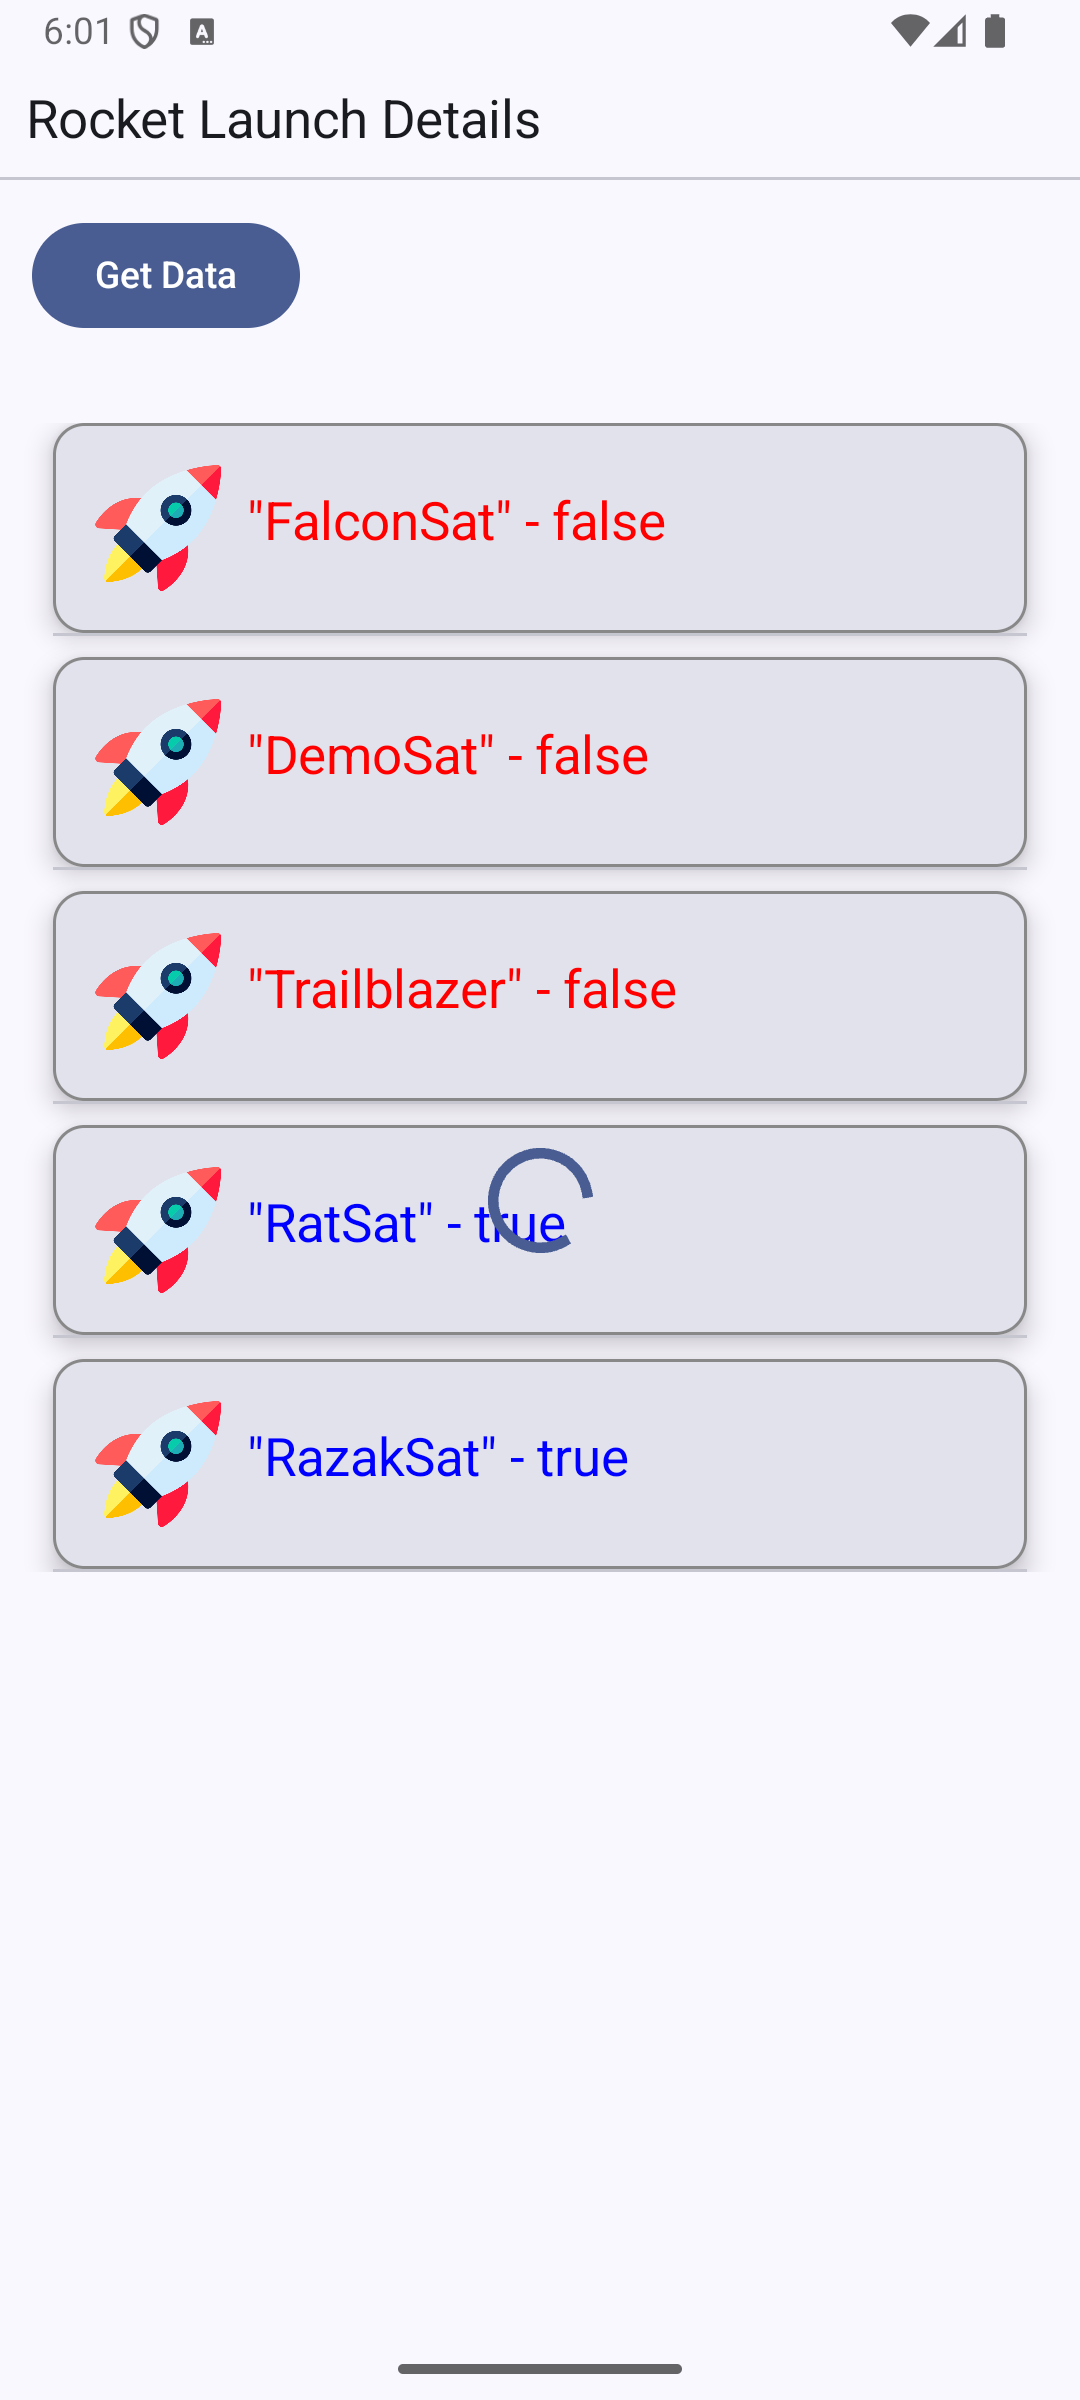 6:01
Rocket Launch Details
Get Data
"FalconSat" - false
"DemoSat" - false
"Trailblazer" - false
"RatSat" - true
"RazakSat" - true